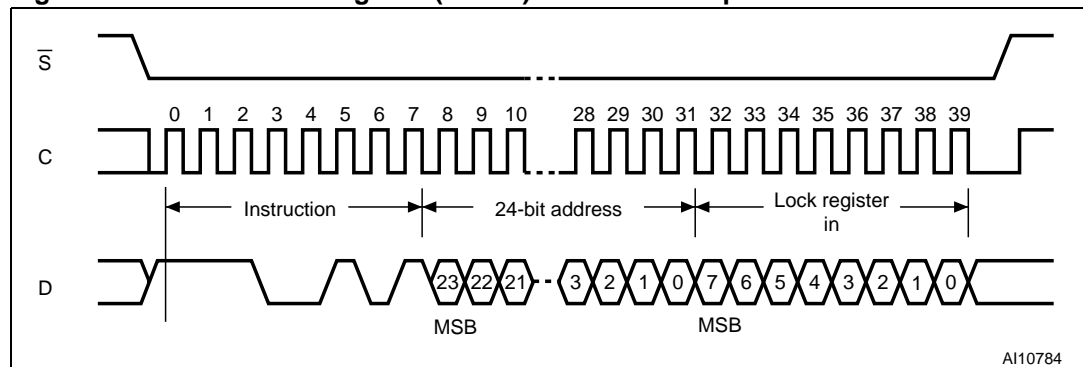 S
0 1 2 3 4 5 6 7 8 9 10 28 29 30 31 32 33 34 35 36 37 38 39
C
Instruction 24-bit address Lock register
in
D 23 22 21 3 2 1 0 7 6 5 4 3 2 1 0
MSB MSB
AI10784